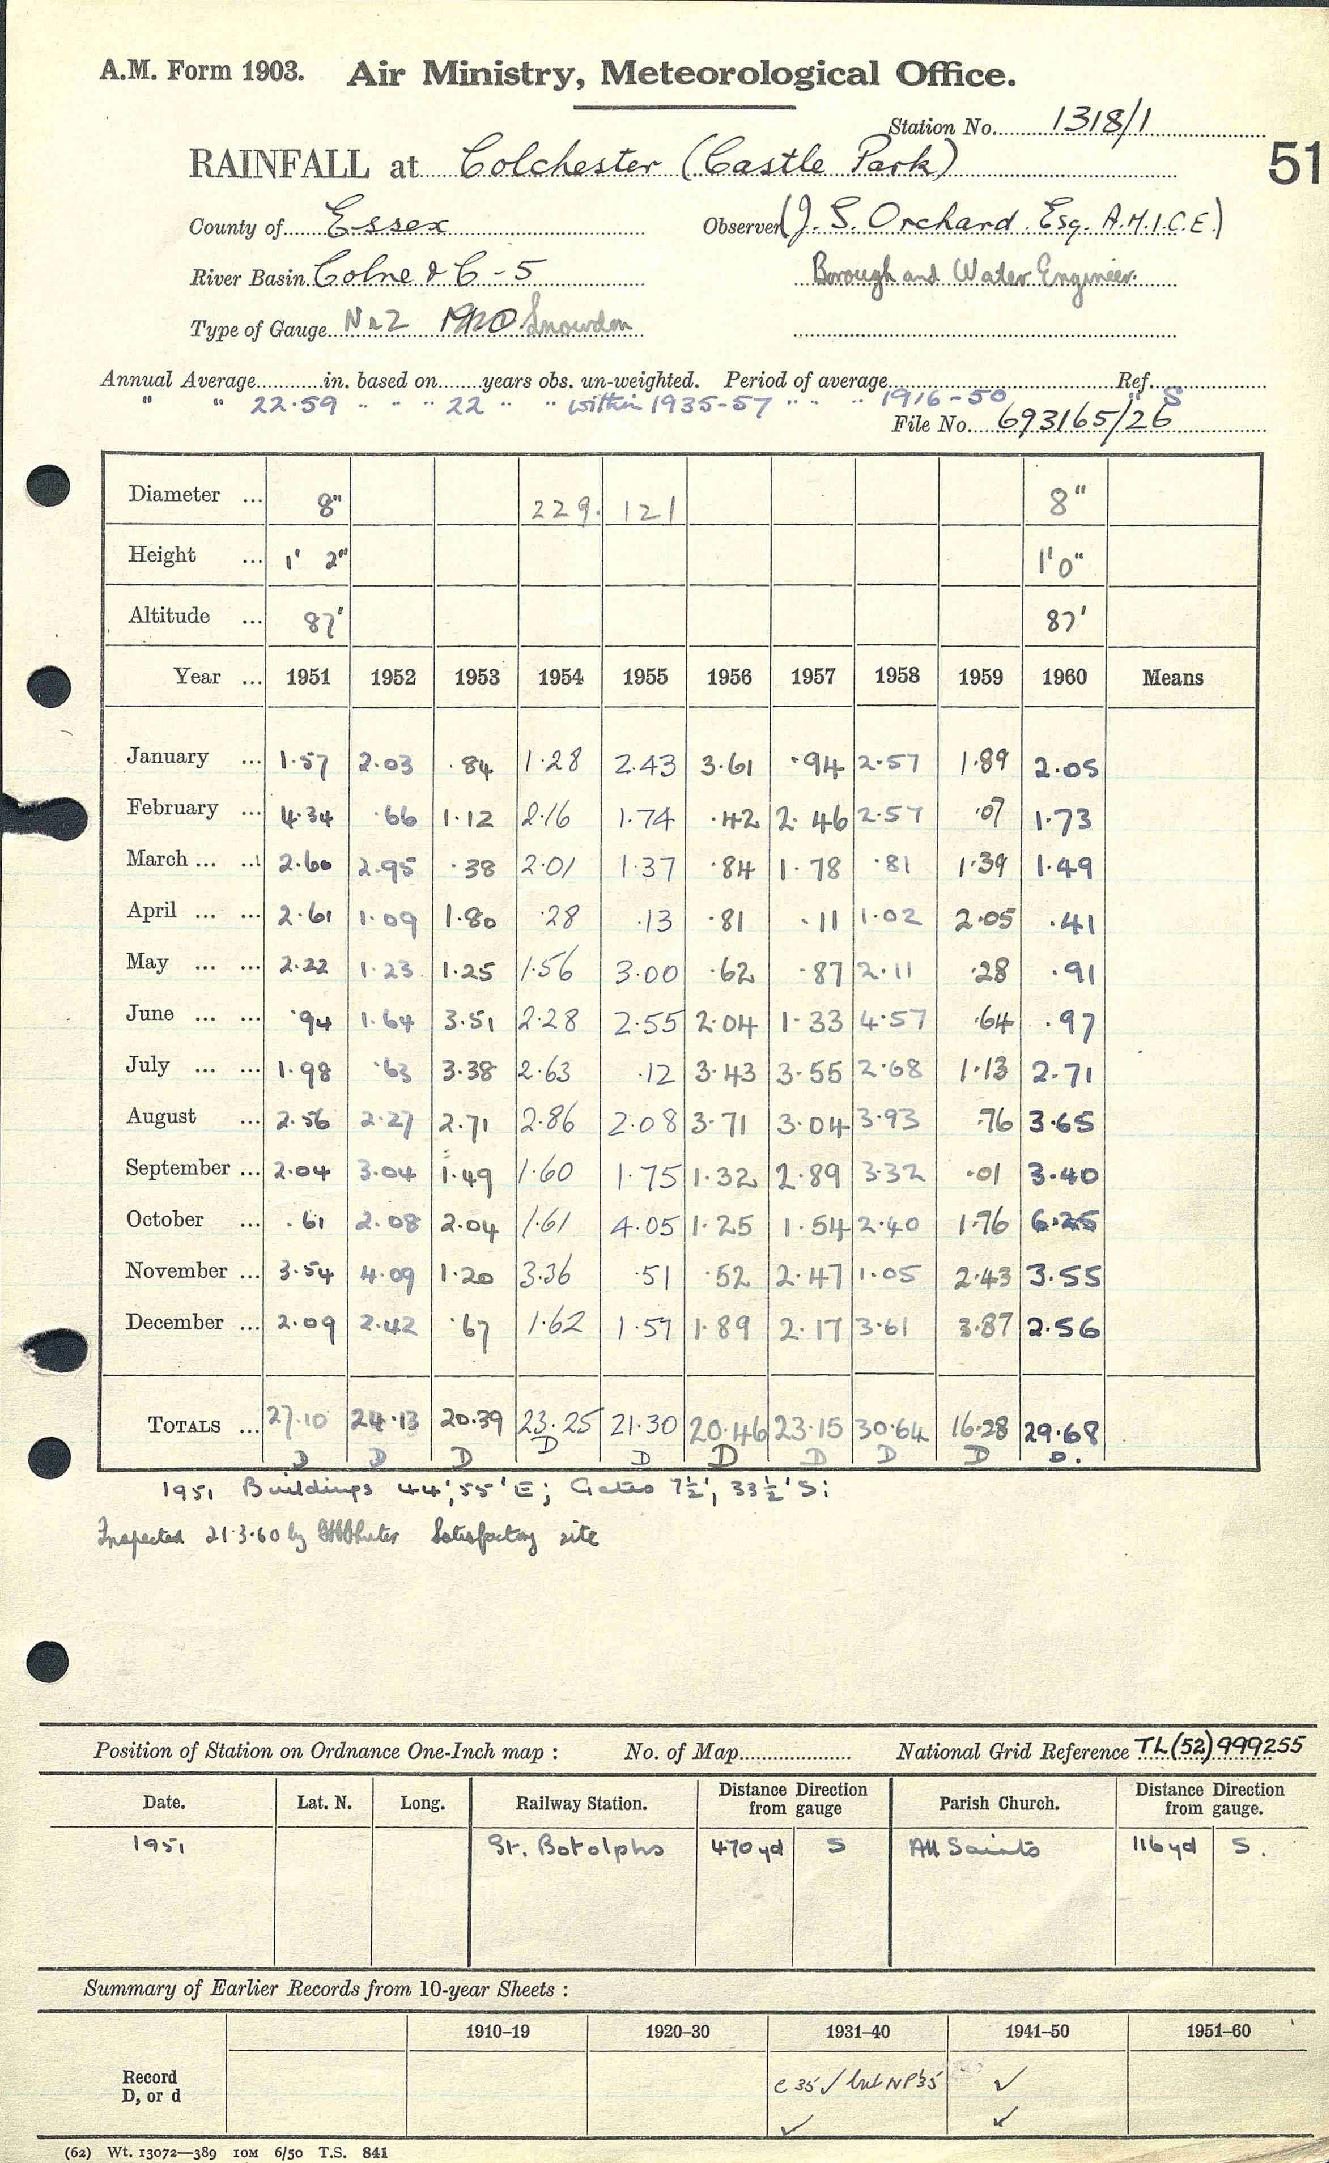 A.M. Form 1903. Air Ministry, Meteorological Office.
Station No. 1318/1
RAINFALL at Colchester (Castle Park)
51
County of Essex Observer (J. S. Orchard Esq. A.M.I.C.E.)
River Basin Colne & C-5 Borough and Water Engineer.
Type of Gauge No2 MO Snowdon
Annual Average in. based on years obs. un-weighted. Period of average Ref.
" " 22.59 " " " 22 " " within 1935-57 " " " 1916-50 " S
File No. 693165/26
Diameter ... 8" 229. 121 8"
Height ... 1' 2" 1'0"
Altitude ... 87' 87'
Year ... 1951 1952 1953 1954 1955 1956 1957 1958 1959 1960 Means
January ... 1.57 2.03 .84 1.28 2.43 3.61 .94 2.57 1.89 2.05
February ... 4.34 .66 1.12 2.16 1.74 .42 2.46 2.57 .07 1.73
March ... ... 2.60 2.95 .38 2.01 1.37 .84 1.78 .81 1.39 1.49
April ... ... 2.61 1.09 1.80 .28 .13 .81 .11 1.02 2.05 .41
May ... ... 2.22 1.23 1.25 1.56 3.00 .62 .87 2.11 .28 .91
June ... ... .94 1.64 3.51 2.28 2.55 2.04 1.33 4.57 .64 .97
July ... ... 1.98 .63 3.38 2.63 .12 3.43 3.55 2.68 1.13 2.71
August ... 2.56 2.27 2.71 2.86 2.08 3.71 3.04 3.93 .76 3.65
September ... 2.04 3.04 1.49 1.60 1.75 1.32 2.89 3.32 .01 3.40
October ... .61 2.08 2.04 1.61 4.05 1.25 1.54 2.40 1.76 6.25
November ... 3.54 4.09 1.20 3.36 .51 .52 2.47 1.05 2.43 3.55
December ... 2.09 2.42 .67 1.62 1.57 1.89 2.17 3.61 3.87 2.56
TOTALS ... 27.10 24.13 20.39 23.25 21.30 20.46 23.15 30.64 16.28 29.68
D D D D D D D D D D.
1951 Buildings 44', 55' E; Gates 7½', 33½' S;
Inspected 21.3.60 by Satisfactory site
Position of Station on Ordnance One-Inch map : No. of Map National Grid Reference TL(52)999255
Date. Lat. N. Long. Railway Station. Distance Direction from gauge Parish Church. Distance Direction from gauge.
1951 St. Botolphs 470 yd S All Saints 116 yd S.
Summary of Earlier Records from 10-year Sheets :
1910–19 1920–30 1931–40 1941–50 1951–60
Record D, or d c 35 ✓ but NP 35 ✓
✓ ✓
(62) Wt. 13072—389 10M 6/50 T.S. 841